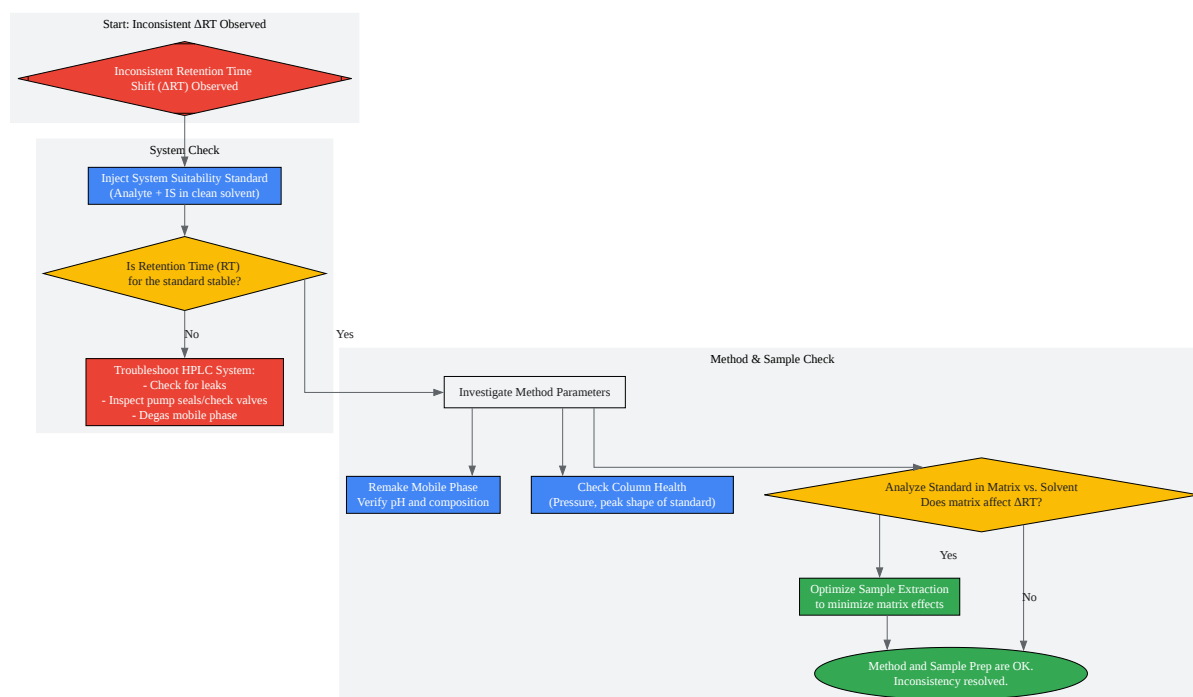 Start: Inconsistent ΔRT Observed
Inconsistent Retention Time
Shift (ΔRT) Observed
System Check
Inject System Suitability Standard
(Analyte + IS in clean solvent)
Is Retention Time (RT)
for the standard stable?
No
Yes
Troubleshoot HPLC System:
- Check for leaks
- Inspect pump seals/check valves
- Degas mobile phase
Method & Sample Check
Investigate Method Parameters
Remake Mobile Phase
Verify pH and composition
Check Column Health
(Pressure, peak shape of standard)
Analyze Standard in Matrix vs. Solvent
Does matrix affect ΔRT?
Yes
No
Optimize Sample Extraction
to minimize matrix effects
Method and Sample Prep are OK.
Inconsistency resolved.